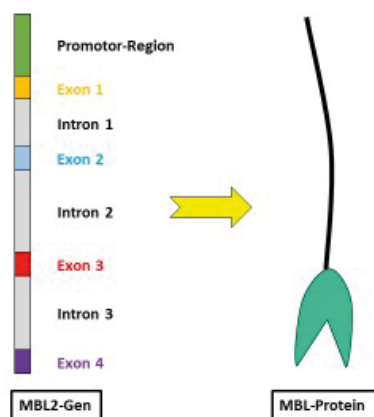 Promotor-Region
Exon 1
Intron 1
Exon 2
Intron 2
Exon 3
Intron 3
Exon 4
MBL2-Gen
MBL-Protein